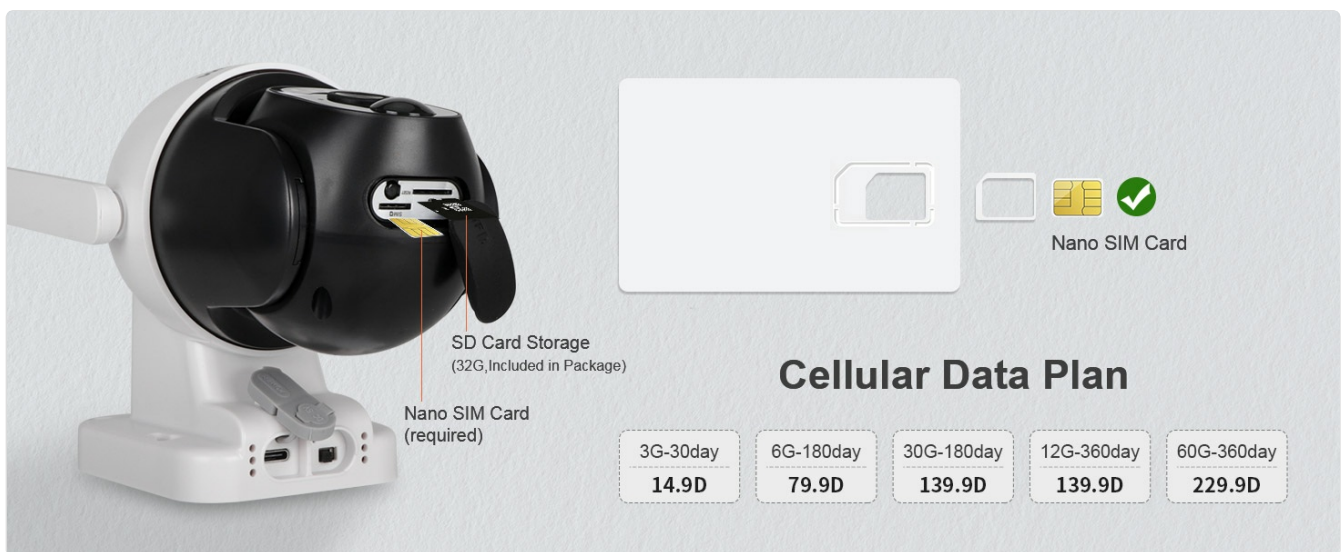 SD Card Storage
(32G,Included in Package)
Nano SIM Card
(required)
Nano SIM Card
Cellular Data Plan
3G-30day
14.9D
6G-180day
79.9D
30G-180day
139.9D
12G-360day
139.9D
60G-360day
229.9D